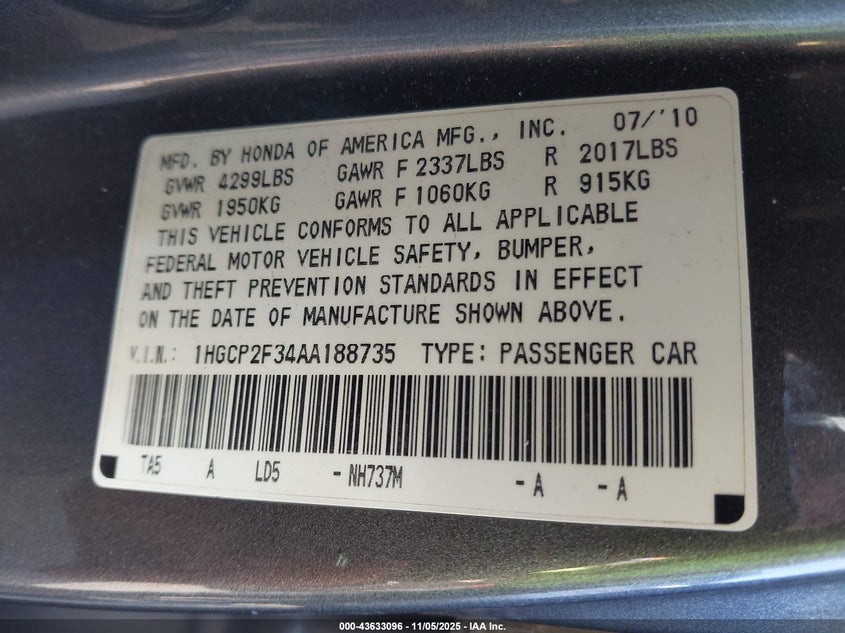 MFD. BY HONDA OF AMERICA MFG., INC. 07/'10
GVWR 4299LBS GAWR F 2337LBS R 2017LBS
GVWR 1950KG GAWR F 1060KG R 915KG
THIS VEHICLE CONFORMS TO ALL APPLICABLE
FEDERAL MOTOR VEHICLE SAFETY, BUMPER,
AND THEFT PREVENTION STANDARDS IN EFFECT
ON THE DATE OF MANUFACTURE SHOWN ABOVE.
V.I.N.: 1HGCP2F34AA188735 TYPE: PASSENGER CAR
TA5 A LD5 - NH737M - A - A
000-43633096 - 11/05/2025 - IAA Inc.